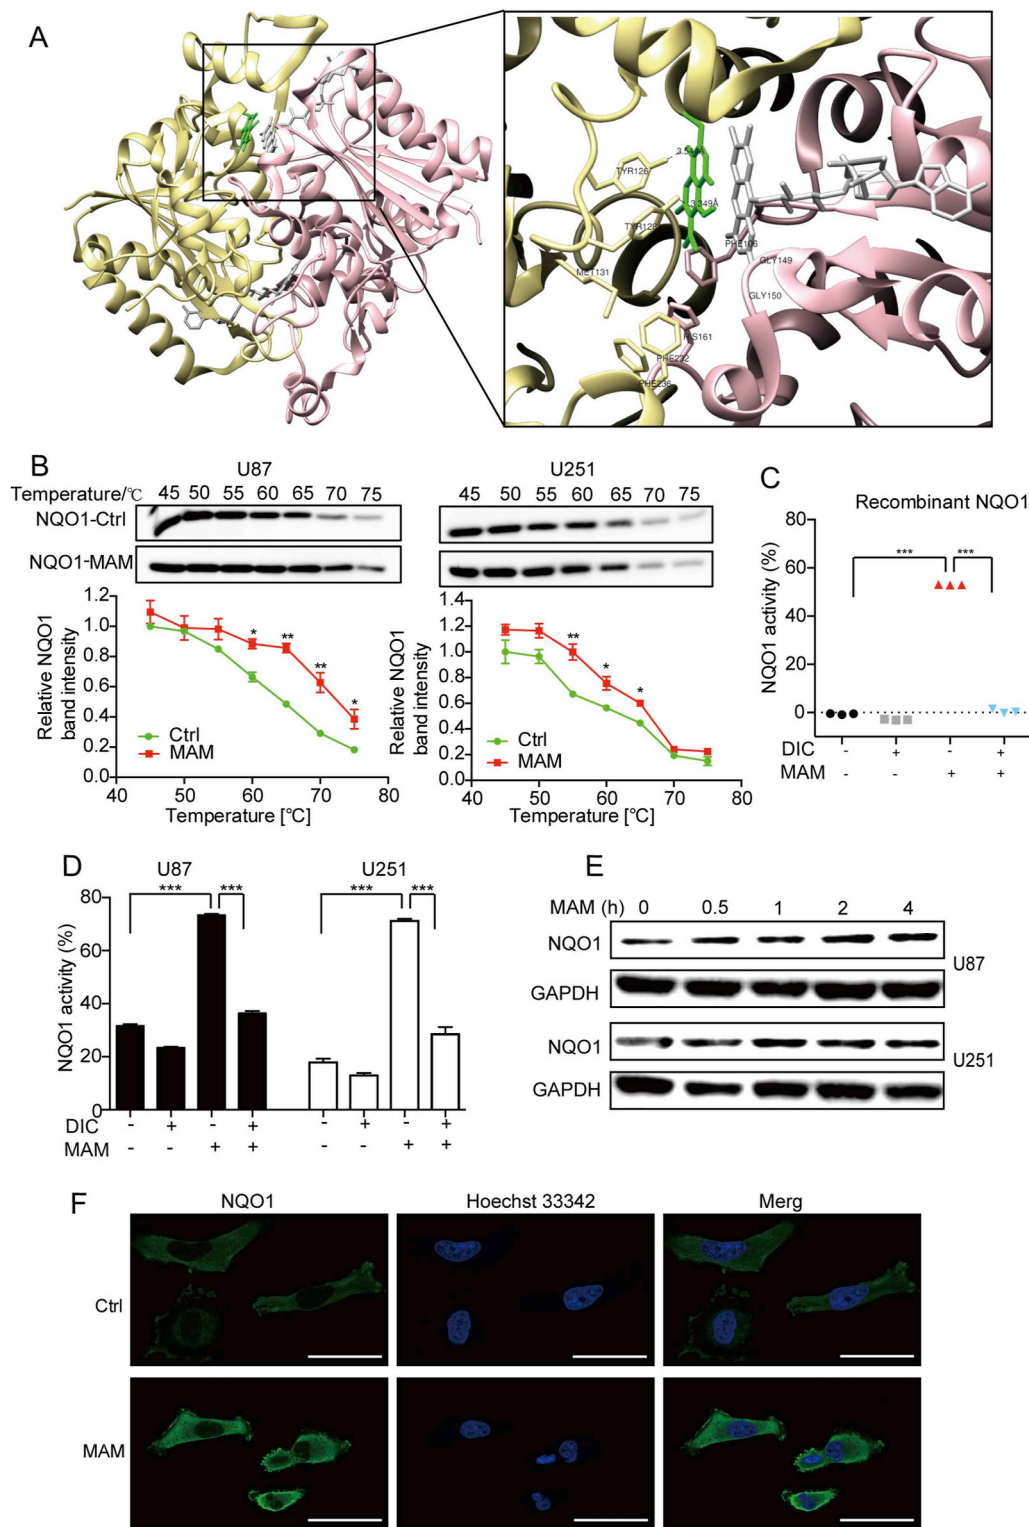 A
TYR126
3.544Å
3.349Å
TYR128
PHE106
MET131
GLY149
GLY150
HIS161
PHE232
PHE236
B
U87
U251
Temperature/℃ 45 50 55 60 65 70 75
45 50 55 60 65 70 75
NQO1-Ctrl
NQO1-MAM
Relative NQO1
band intensity
1.2
1.0
0.8
0.6
0.4
0.2
0.0
* ** ** *
Ctrl
MAM
40 50 60 70 80
Temperature [°C]
Relative NQO1
band intensity
1.4
1.2
1.0
0.8
0.6
0.4
0.2
0.0
** * *
Ctrl
MAM
40 50 60 70 80
Temperature [°C]
C
Recombinant NQO1
NQO1 activity (%)
80
60
40
20
0
*** ***
DIC - + - +
MAM - - + +
D
U87
U251
NQO1 activity (%)
80
60
40
20
0
*** *** *** ***
DIC - + - + - + - +
MAM - - + + - - + +
E
MAM (h) 0 0.5 1 2 4
NQO1
GAPDH
U87
NQO1
GAPDH
U251
F
NQO1 Hoechst 33342 Merg
Ctrl
MAM